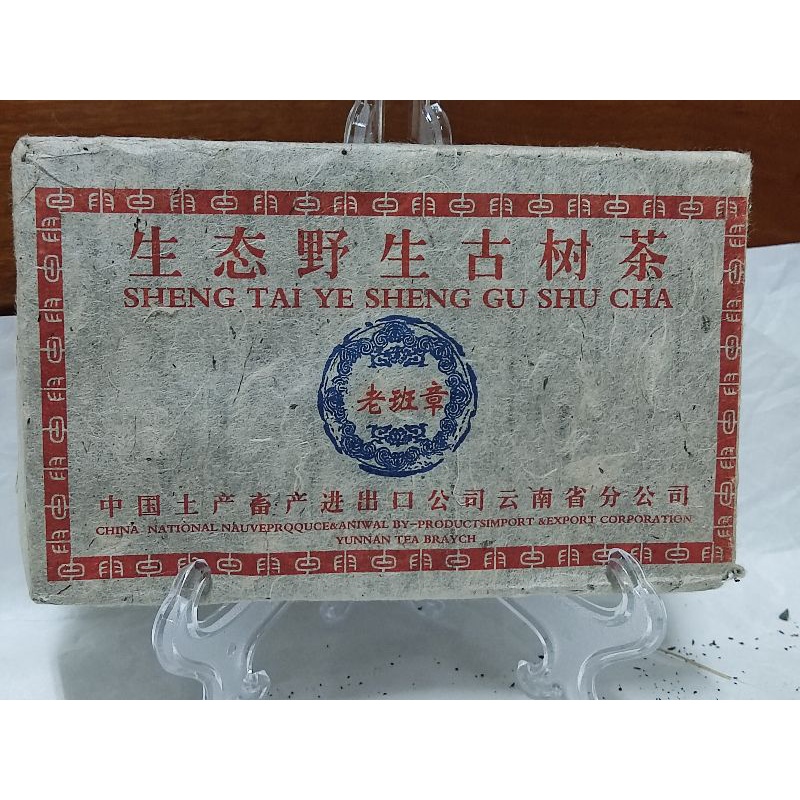 生态野生古树茶
SHENG TAI YE SHENG GU SHU CHA
老班章
中国土产畜产进出口公司云南省分公司
CHINA NATIONAL NAUVEPRQQUCE&ANIWAL BY-PRODUCTSIMPORT &EXPORT CORPORATION
YUNNAN TEA BRAYCH